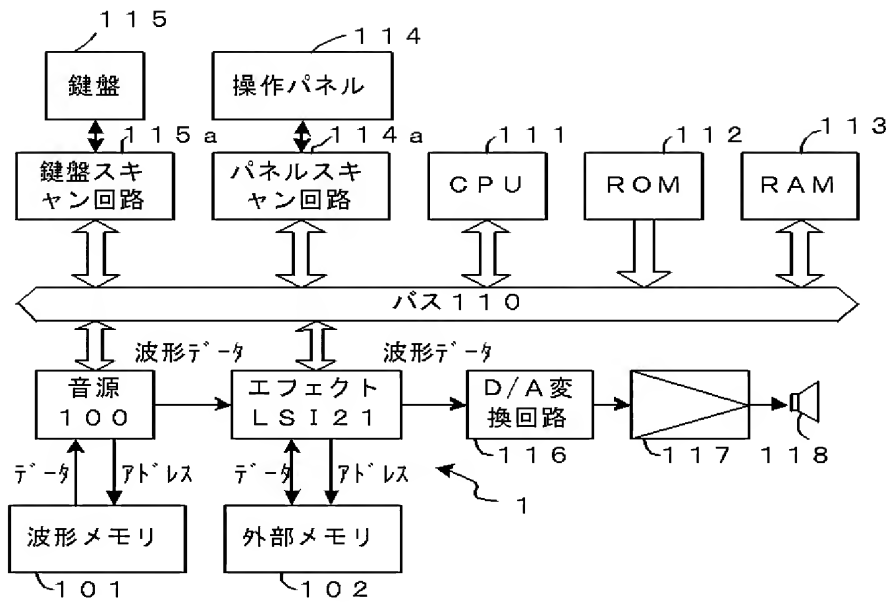 １１５
１１４
鍵盤
操作パネル
１１５ａ
１１４ａ
１１１
１１２
１１３
鍵盤スキ
ャン回路
パネルスキ
ャン回路
ＣＰＵ
ＲＯＭ
ＲＡＭ
バス１１０
波形ﾃﾞｰﾀ
波形ﾃﾞｰﾀ
音源
１００
エフェクト
ＬＳＩ２１
Ｄ/Ａ変
換回路
１１６
１１７
１１８
ﾃﾞｰﾀ
ｱﾄﾞﾚｽ
ﾃﾞｰﾀ
ｱﾄﾞﾚｽ
１
波形メモリ
外部メモリ
１０１
１０２